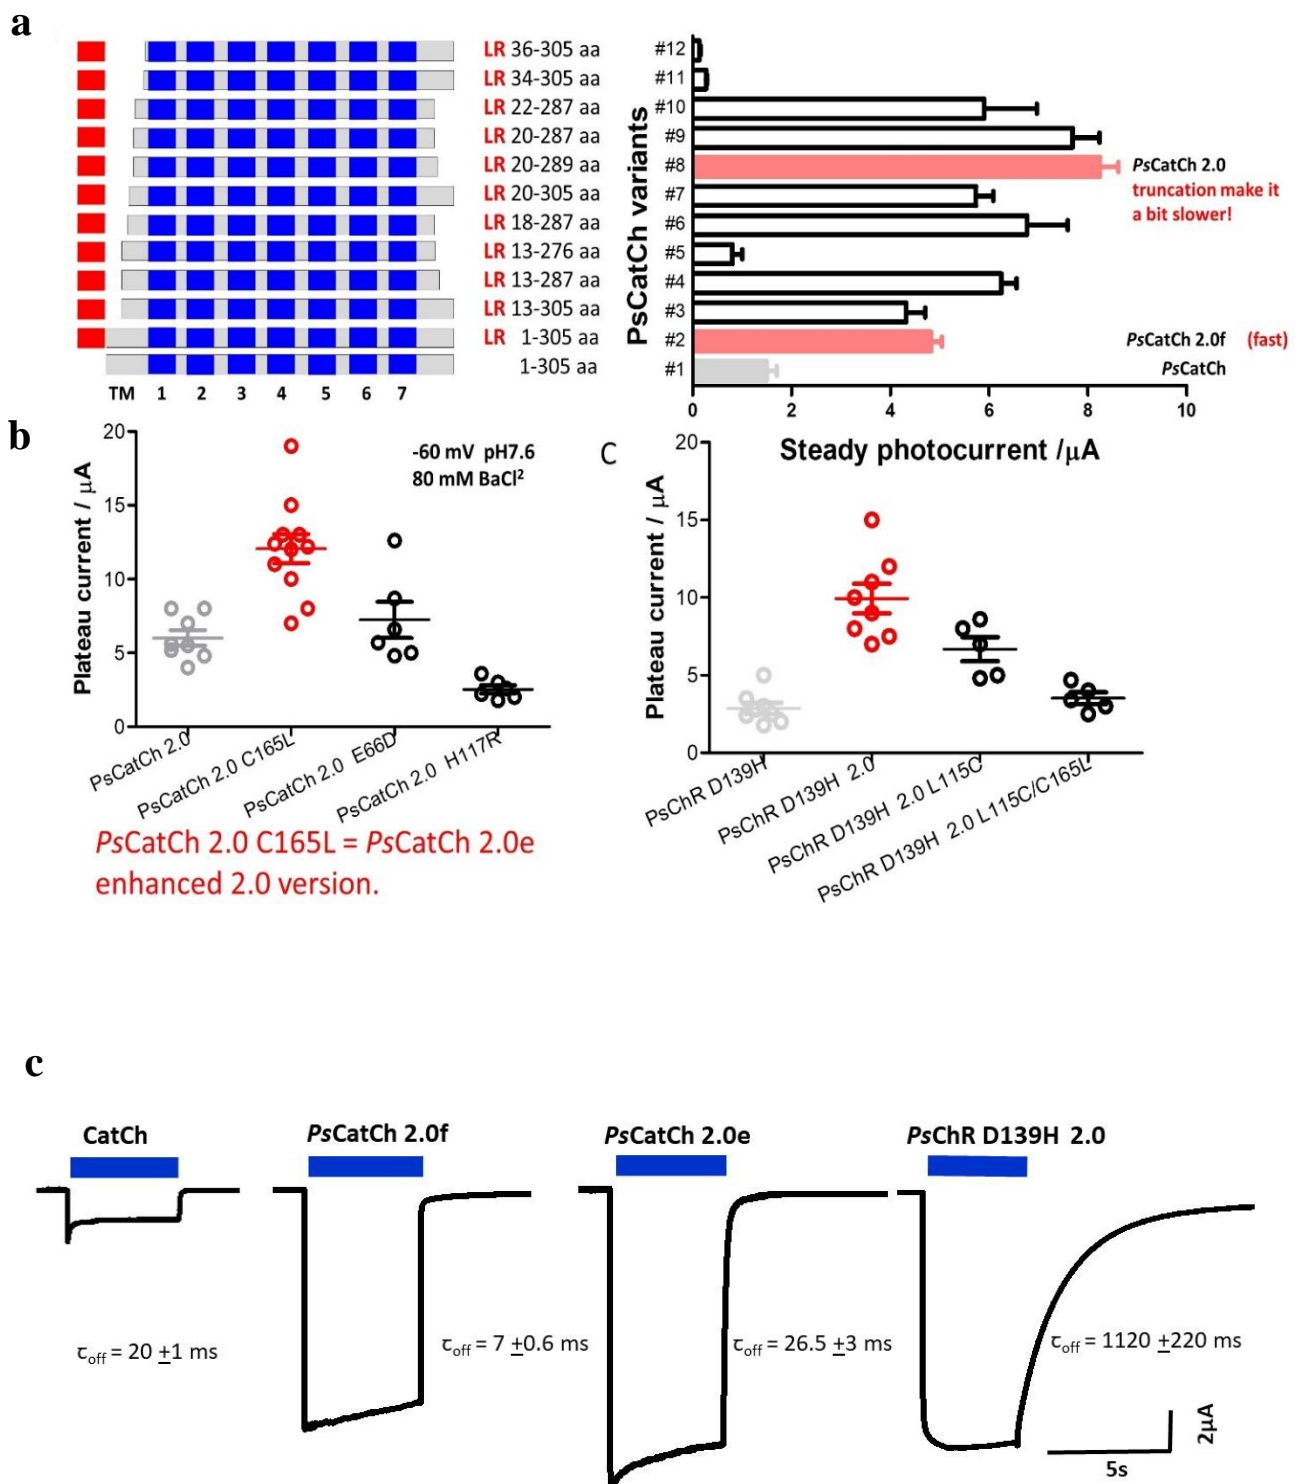 a
LR 36-305 aa
LR 34-305 aa
LR 22-287 aa
LR 20-287 aa
LR 20-289 aa
LR 20-305 aa
LR 18-287 aa
LR 13-276 aa
LR 13-287 aa
LR 13-305 aa
LR 1-305 aa
1-305 aa
TM 1 2 3 4 5 6 7
PsCatCh variants
#12
#11
#10
#9
#8
#7
#6
#5
#4
#3
#2
#1
PsCatCh 2.0
truncation make it
a bit slower!
PsCatCh 2.0f (fast)
PsCatCh
0 2 4 6 8 10
Steady photocurrent /μA
b
Plateau current / μA
20
15
10
5
0
-60 mV pH7.6
80 mM BaCl²
PsCatCh 2.0
PsCatCh 2.0 C165L
PsCatCh 2.0 E66D
PsCatCh 2.0 H117R
PsCatCh 2.0 C165L = PsCatCh 2.0e
enhanced 2.0 version.
C
Plateau current / μA
20
15
10
5
0
PsChR D139H
PsChR D139H 2.0
PsChR D139H 2.0 L115C
PsChR D139H 2.0 L115C/C165L
c
CatCh
PsCatCh 2.0f
PsCatCh 2.0e
PsChR D139H 2.0
τoff = 20 ±1 ms
τoff = 7 ±0.6 ms
τoff = 26.5 ±3 ms
τoff = 1120 ±220 ms
2μA
5s